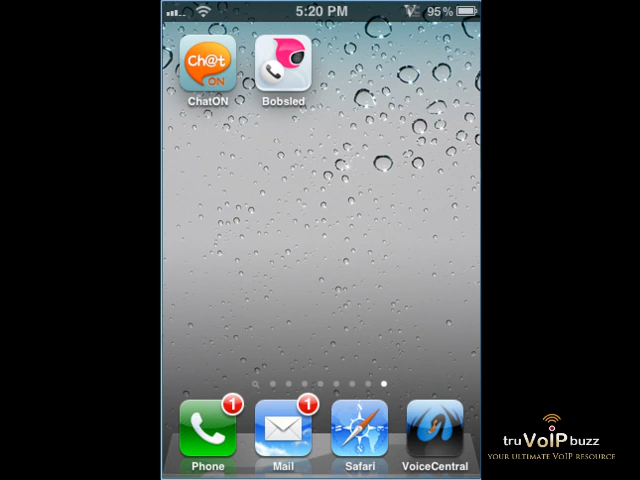 5:20 PM 95%
Ch@t
ON
ChatON Bobsled
1 1
Phone Mail Safari VoiceCentral
truVoIPbuzz
YOUR ULTIMATE VOIP RESOURCE